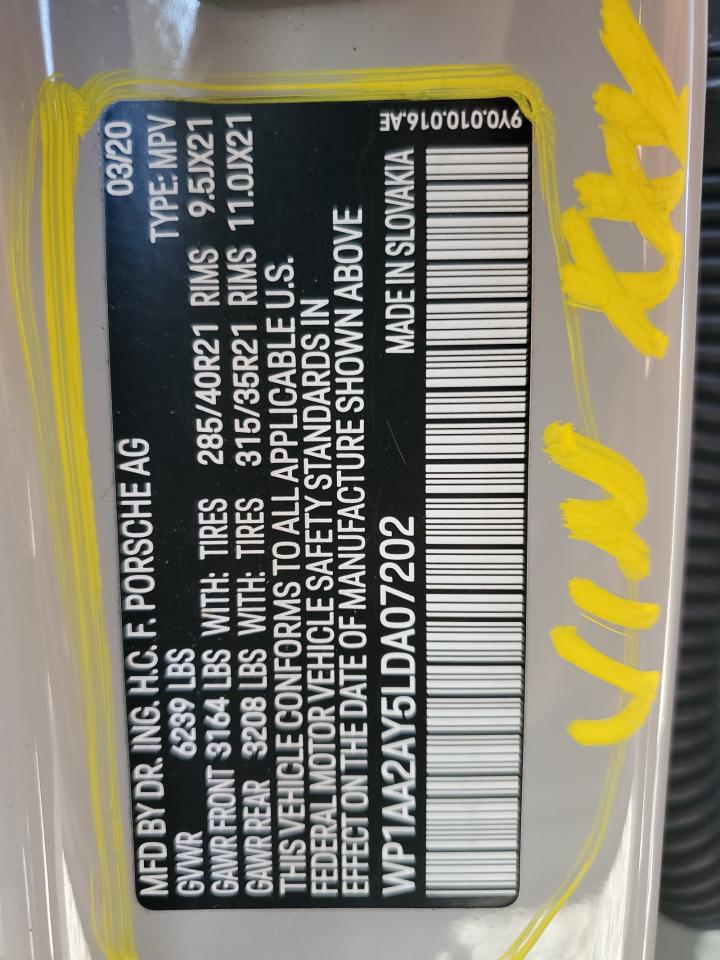 MFD BY DR. ING. H.C. F. PORSCHE AG 03/20
GVWR 6239 LBS TYPE: MPV
GAWR FRONT 3164 LBS WITH: TIRES 285/40R21 RIMS 9.5JX21
GAWR REAR 3208 LBS WITH: TIRES 315/35R21 RIMS 11.0JX21
THIS VEHICLE CONFORMS TO ALL APPLICABLE U.S.
FEDERAL MOTOR VEHICLE SAFETY STANDARDS IN
EFFECT ON THE DATE OF MANUFACTURE SHOWN ABOVE
WP1AA2AY5LDA07202 MADE IN SLOVAKIA
9Y0.010.016.AE
VIN